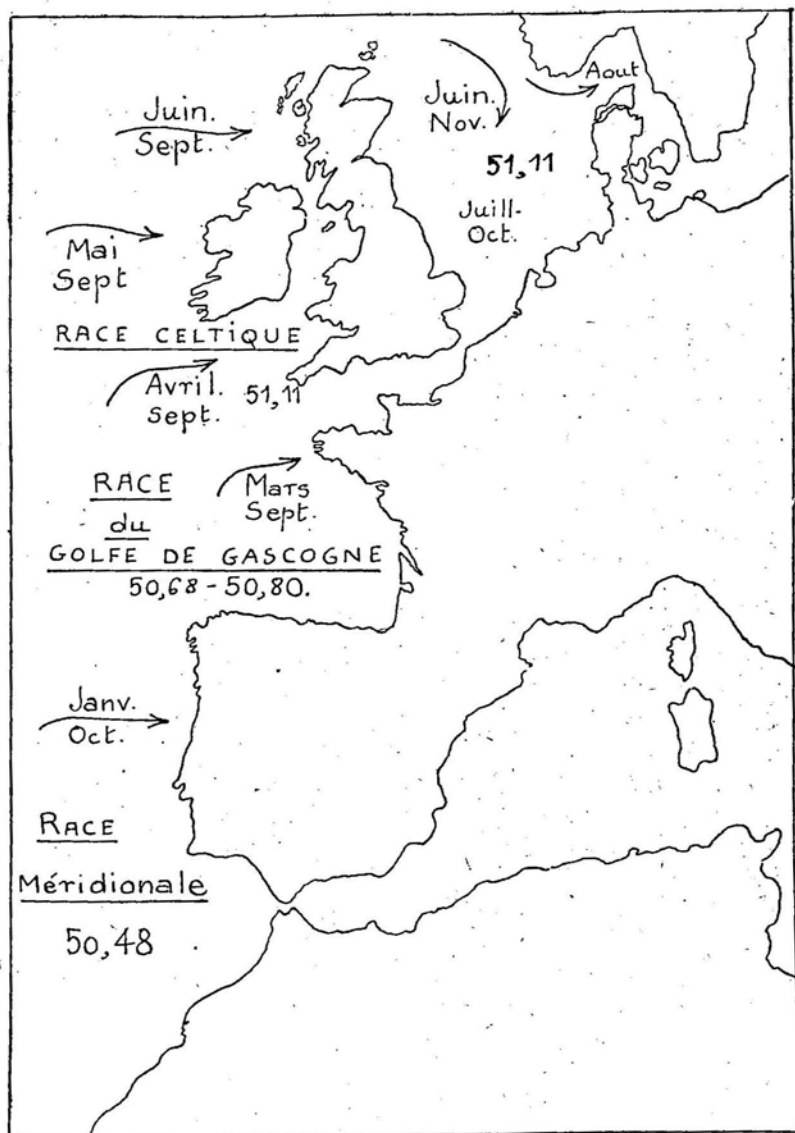 Aout
Juin.
Nov.
Juin.
Sept.
51,11
Juill-
Oct.
Mai
Sept
RACE CELTIQUE
Avril.
Sept.
51,11
RACE
du
GOLFE DE GASCOGNE
50,68-50,80.
Mars
Sept.
Janv.
Oct.
RACE
Méridionale
50,48